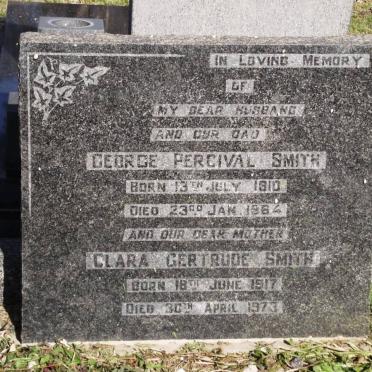 IN LOVING MEMORY
OF
MY DEAR HUSBAND
AND OUR DAD
GEORGE PERCIVAL SMITH
BORN 13TH JULY 1910
DIED 23RD JAN 1964
AND OUR DEAR MOTHER
CLARA GERTRUDE SMITH
BORN 18TH JUNE 1917
DIED 30TH APRIL 1973